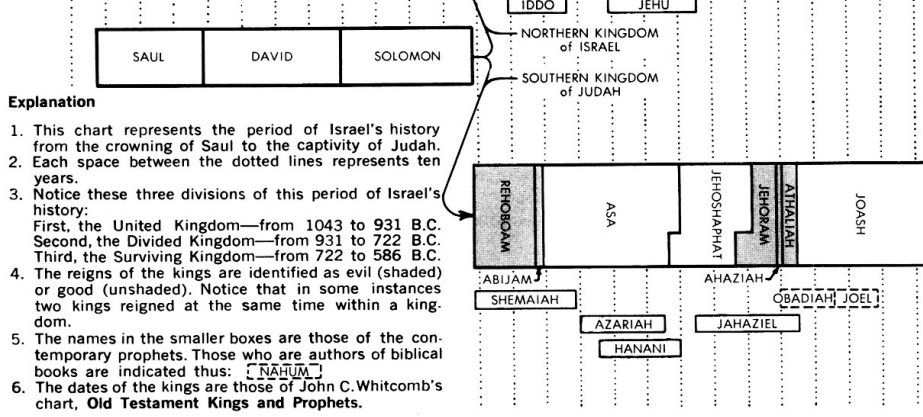 IDDO
JEHU
NORTHERN KINGDOM
of ISRAEL
SAUL
DAVID
SOLOMON
SOUTHERN KINGDOM
of JUDAH
Explanation
1. This chart represents the period of Israel's history
from the crowning of Saul to the captivity of Judah.
2. Each space between the dotted lines represents ten
years.
3. Notice these three divisions of this period of Israel's
history:
First, the United Kingdom—from 1043 to 931 B.C.
Second, the Divided Kingdom—from 931 to 722 B.C.
Third, the Surviving Kingdom—from 722 to 586 B.C.
4. The reigns of the kings are identified as evil (shaded)
or good (unshaded). Notice that in some instances
two kings reigned at the same time within a king-
dom.
5. The names in the smaller boxes are those of the con-
temporary prophets. Those who are authors of biblical
books are indicated thus: NAHUM
6. The dates of the kings are those of John C. Whitcomb's
chart, Old Testament Kings and Prophets.
REHOBOAM
ASA
JEHOSHAPHAT
JEHORAM
ATHALIAH
JOASH
ABIJAM
AHAZIAH
SHEMAIAH
OBADIAH
JOEL
AZARIAH
JAHAZIEL
HANANI